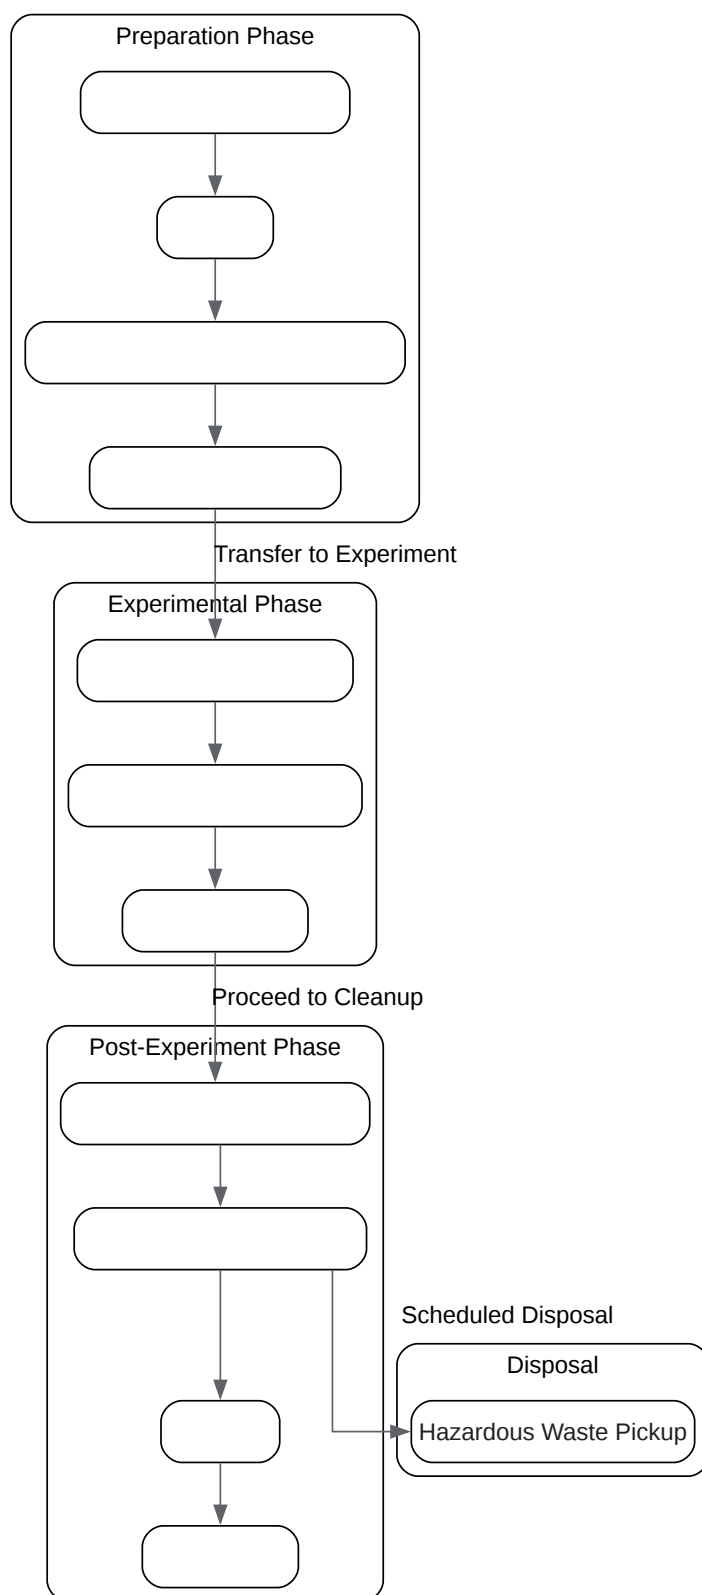 Preparation Phase
Transfer to Experiment
Experimental Phase
Proceed to Cleanup
Post-Experiment Phase
Scheduled Disposal
Disposal
Hazardous Waste Pickup